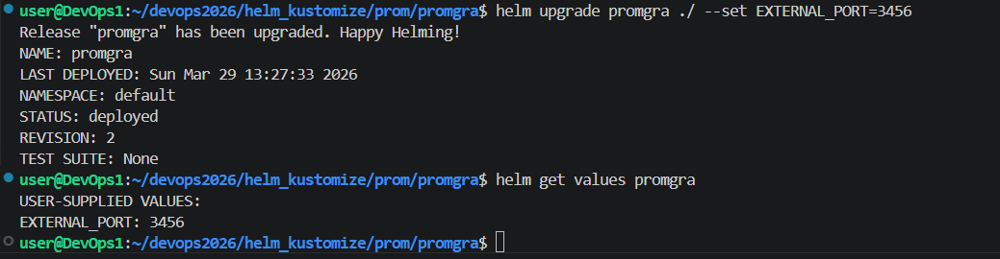 user@DevOps1:~/devops2026/helm_kustomize/prom/promgra$ helm upgrade promgra ./ --set EXTERNAL_PORT=3456
Release "promgra" has been upgraded. Happy Helming!
NAME: promgra
LAST DEPLOYED: Sun Mar 29 13:27:33 2026
NAMESPACE: default
STATUS: deployed
REVISION: 2
TEST SUITE: None
user@DevOps1:~/devops2026/helm_kustomize/prom/promgra$ helm get values promgra
USER-SUPPLIED VALUES:
EXTERNAL_PORT: 3456
user@DevOps1:~/devops2026/helm_kustomize/prom/promgra$